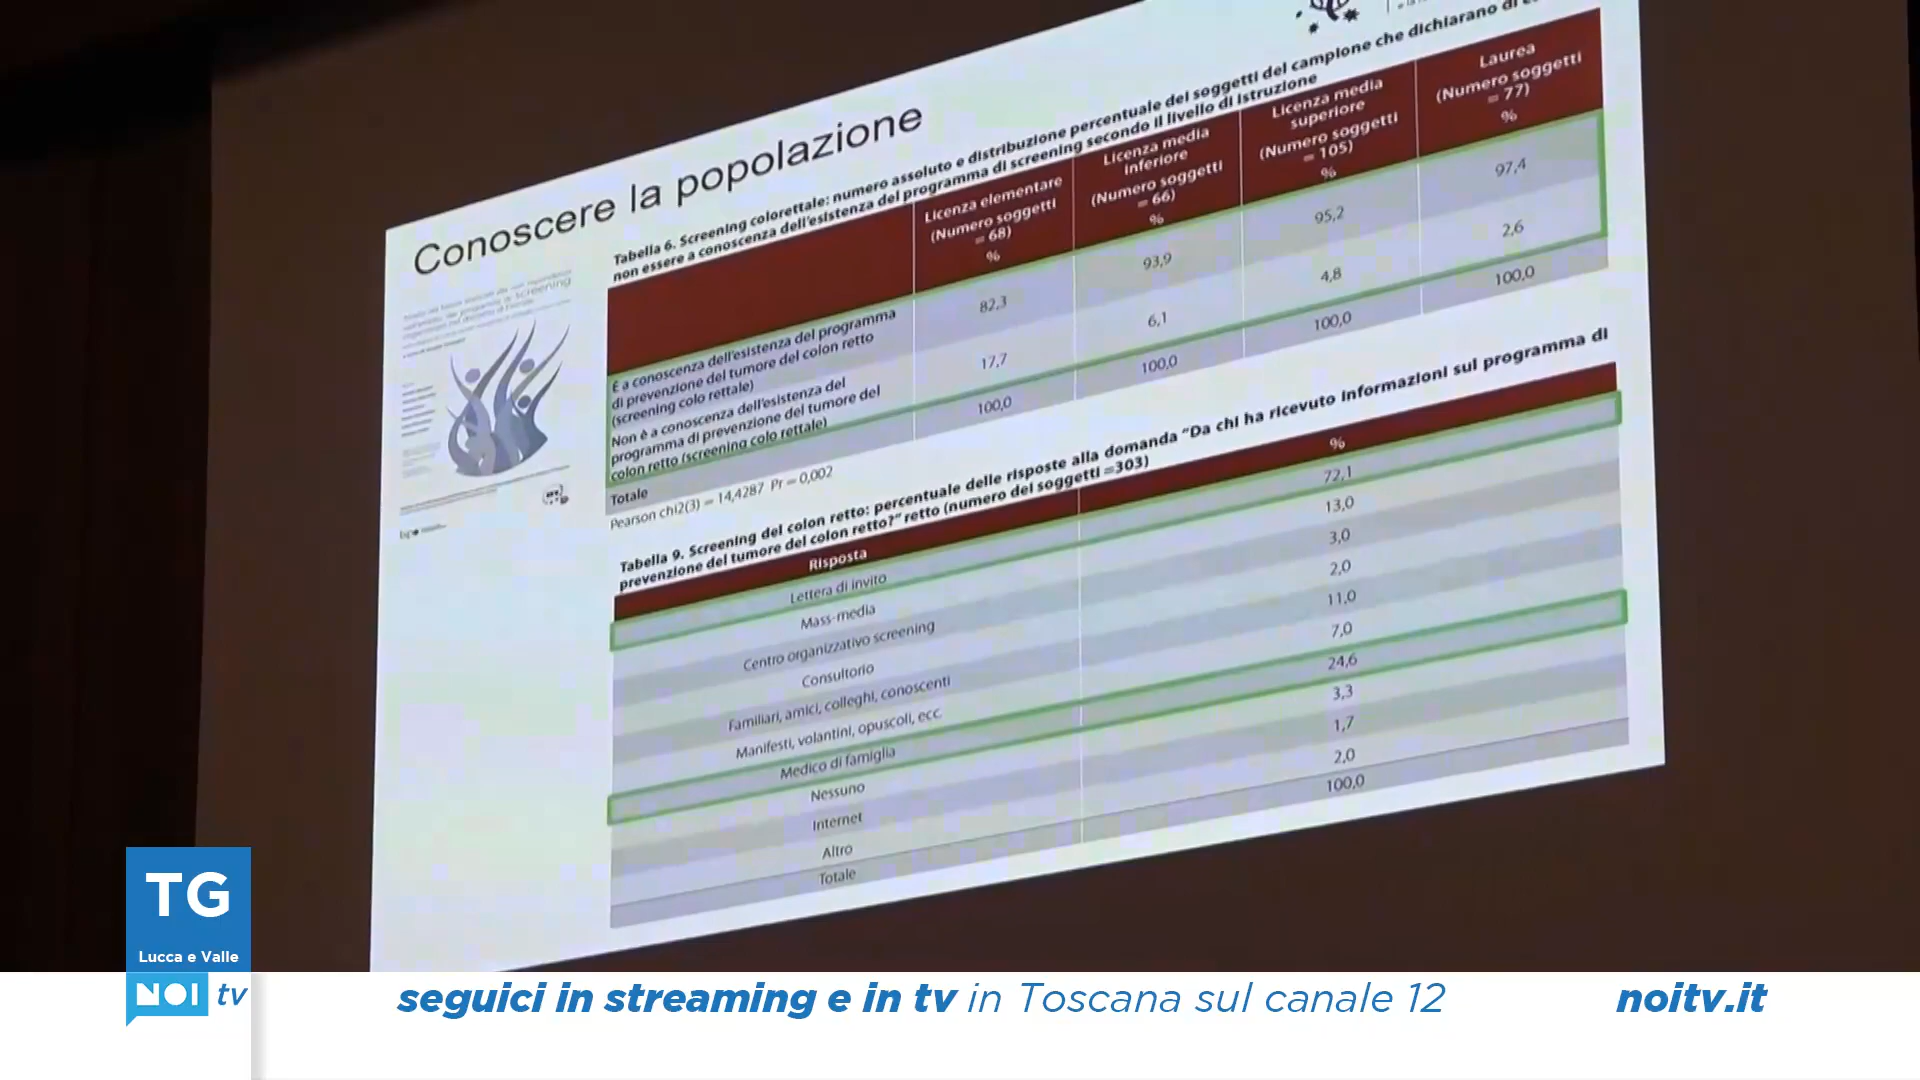 Conoscere la popolazione
Tabella 6. Screening colorettale: numero assoluto e distribuzione percentuale dei soggetti del campione che dichiarano di
non essere a conoscenza dell'esistenza del programma di screening secondo il livello di istruzione
Licenza elementare
(Numero soggetti
= 68)
%
Licenza media
inferiore
(Numero soggetti
= 66)
%
Licenza media
superiore
(Numero soggetti
= 105)
%
Laurea
(Numero soggetti
= 77)
%
È a conoscenza dell'esistenza del programma
di prevenzione del tumore del colon retto
(screening colo rettale)
82,3
93,9
95,2
97,4
Non è a conoscenza dell'esistenza del
programma di prevenzione del tumore del
colon retto (screening colo rettale)
17,7
6,1
4,8
2,6
Totale
100,0
100,0
100,0
100,0
Pearson chi2(3) = 14,4287 Pr = 0,002
Tabella 9. Screening del colon retto: percentuale delle risposte alla domanda "Da chi ha ricevuto informazioni sul programma di
prevenzione del tumore del colon retto?" retto (numero dei soggetti =303)
Risposta
%
Lettera di invito
72,1
Mass-media
13,0
Centro organizzativo screening
3,0
Consultorio
2,0
Familiari, amici, colleghi, conoscenti
11,0
Manifesti, volantini, opuscoli, ecc.
7,0
Medico di famiglia
24,6
Nessuno
3,3
Internet
1,7
Altro
2,0
Totale
100,0
TG
Lucca e Valle
NOI tv
seguici in streaming e in tv in Toscana sul canale 12
noitv.it